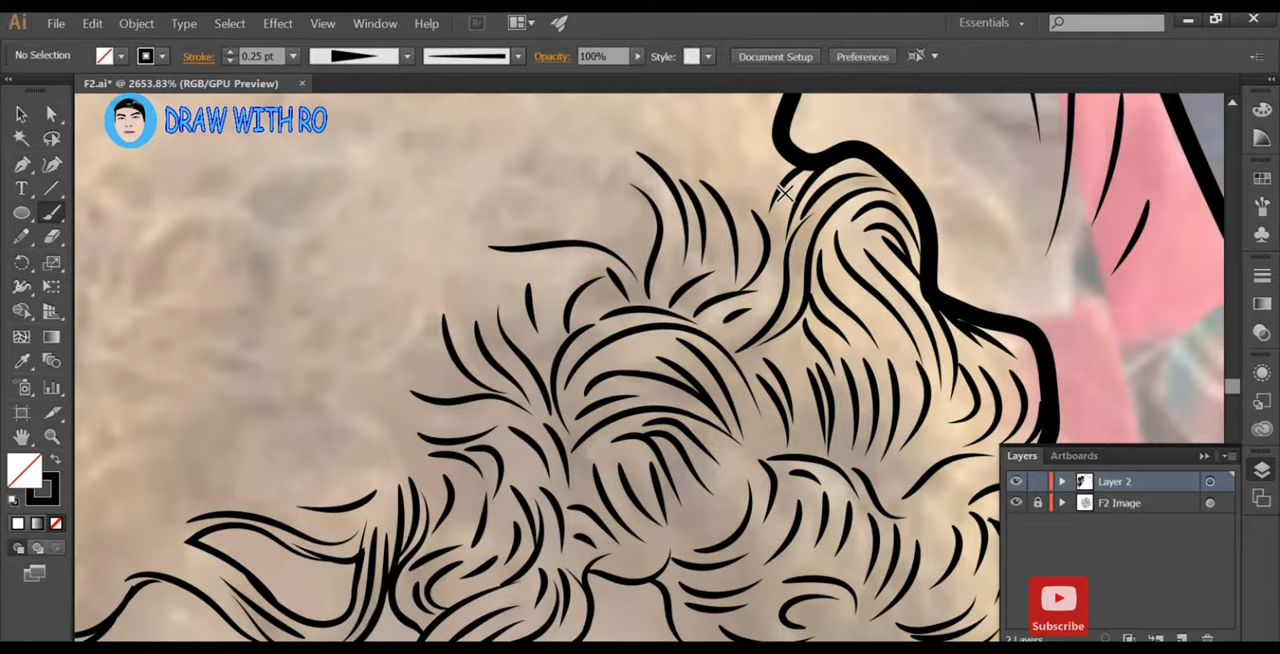 Ai File Edit Object Type Select Effect View Window Help Br Essentials
No Selection Stroke: 0.25 pt Opacity: 100% Style: Document Setup Preferences
F2.ai* @ 2653.83% (RGB/GPU Preview) ×
DRAW WITH RO
Layers Artboards
Layer 2
F2 Image
Subscribe
2 Layers